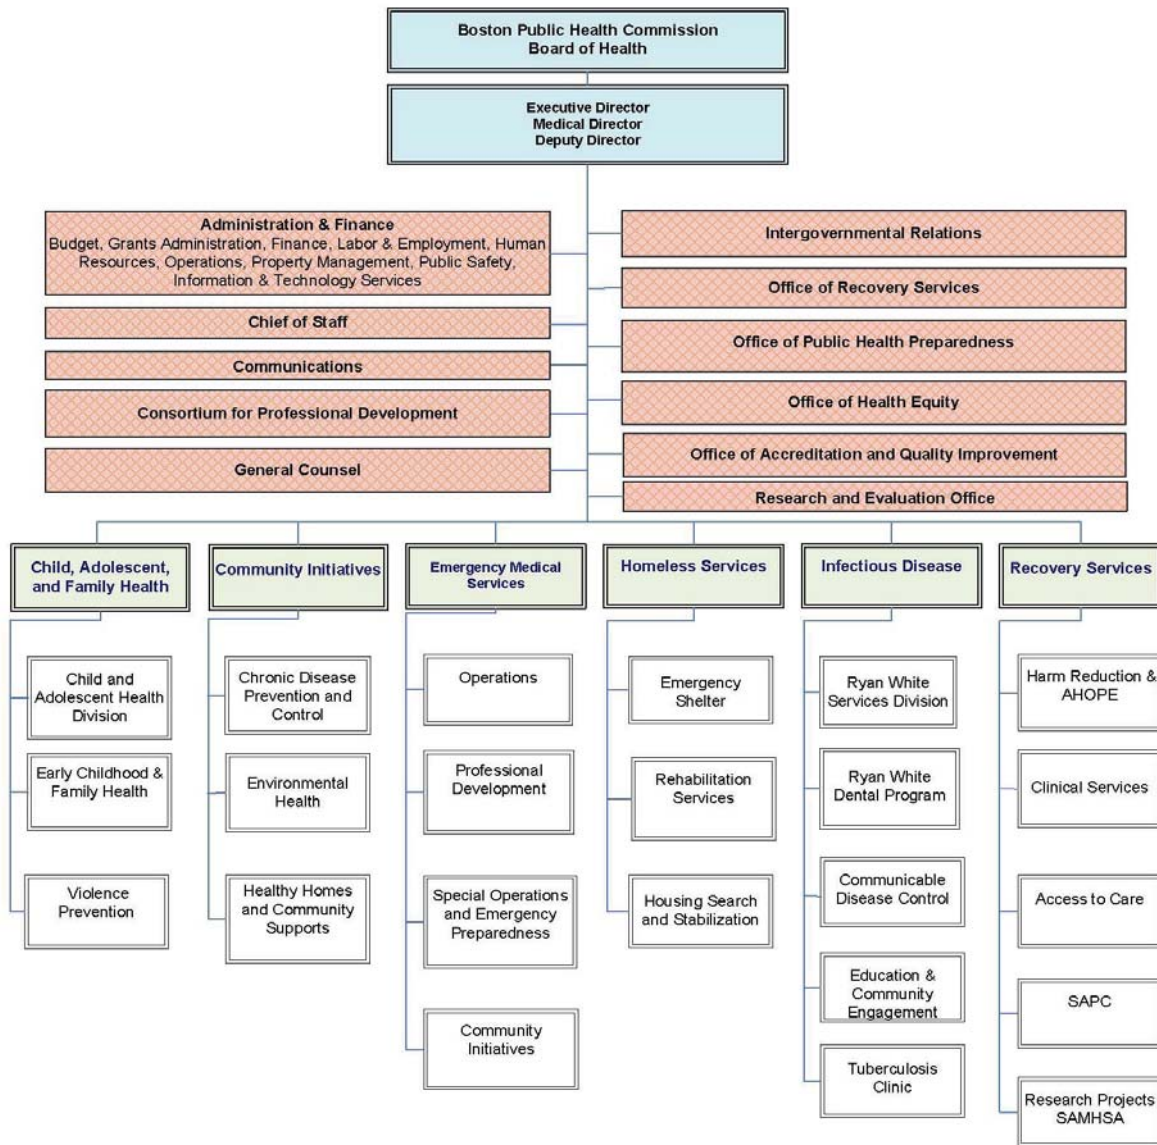 Boston Public Health Commission
Board of Health
Executive Director
Medical Director
Deputy Director
Administration & Finance
Budget, Grants Administration, Finance, Labor & Employment, Human
Resources, Operations, Property Management, Public Safety,
Information & Technology Services
Chief of Staff
Communications
Consortium for Professional Development
General Counsel
Intergovernmental Relations
Office of Recovery Services
Office of Public Health Preparedness
Office of Health Equity
Office of Accreditation and Quality Improvement
Research and Evaluation Office
Child, Adolescent,
and Family Health
Child and
Adolescent Health
Division
Early Childhood &
Family Health
Violence
Prevention
Community Initiatives
Chronic Disease
Prevention and
Control
Environmental
Health
Healthy Homes
and Community
Supports
Emergency Medical
Services
Operations
Professional
Development
Special Operations
and Emergency
Preparedness
Community
Initiatives
Homeless Services
Emergency
Shelter
Rehabilitation
Services
Housing Search
and Stabilization
Infectious Disease
Ryan White
Services Division
Ryan White
Dental Program
Communicable
Disease Control
Education &
Community
Engagement
Tuberculosis
Clinic
Recovery Services
Harm Reduction &
AHOPE
Clinical Services
Access to Care
SAPC
Research Projects
SAMHSA